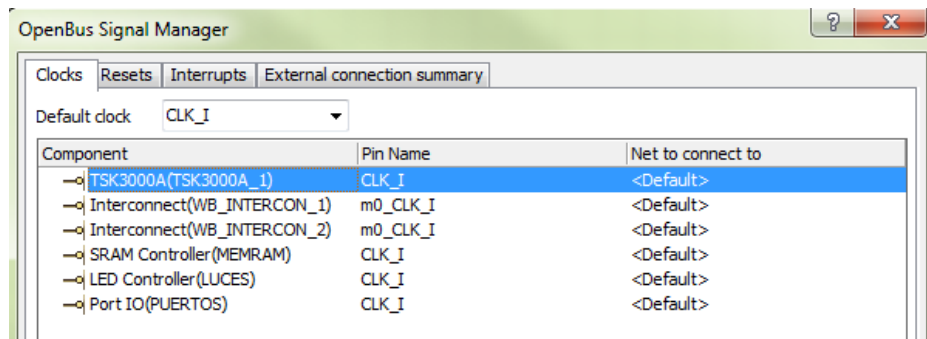 OpenBus Signal Manager
Clocks Resets Interrupts External connection summary
Default clock CLK_I
Component Pin Name Net to connect to
TSK3000A(TSK3000A_1) CLK_I <Default>
Interconnect(WB_INTERCON_1) m0_CLK_I <Default>
Interconnect(WB_INTERCON_2) m0_CLK_I <Default>
SRAM Controller(MEMRAM) CLK_I <Default>
LED Controller(LUCES) CLK_I <Default>
Port IO(PUERTOS) CLK_I <Default>